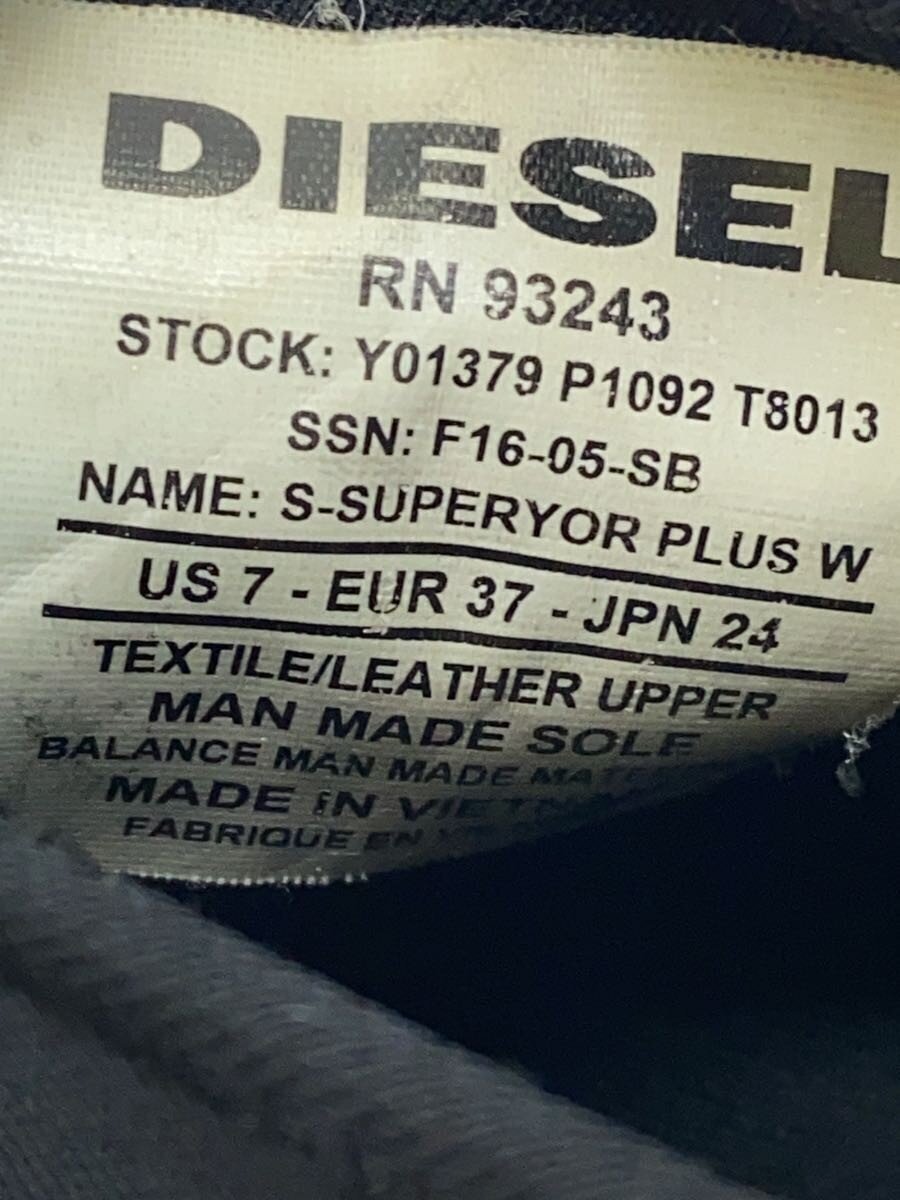 DIESEL
RN 93243
STOCK: Y01379 P1092 T8013
SSN: F16-05-SB
NAME: S-SUPERYOR PLUS W
US 7 - EUR 37 - JPN 24
TEXTILE/LEATHER UPPER
MAN MADE SOLE
BALANCE MAN MADE
MADE IN VIETNAM
FABRIQUE EN